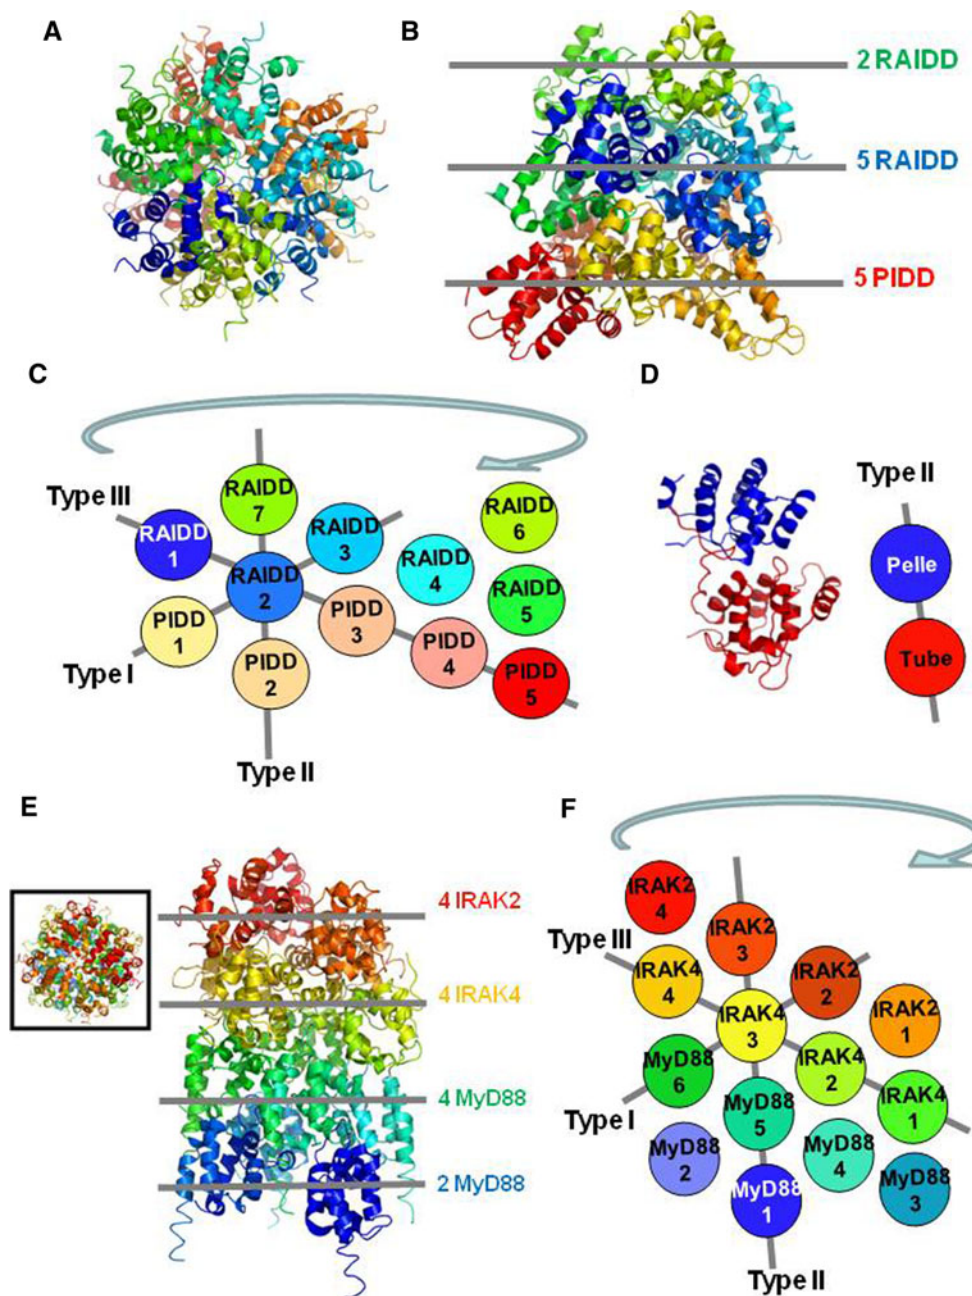 A
B
2 RAIDD
5 RAIDD
5 PIDD
C
D
Type III
RAIDD
7
RAIDD
1
RAIDD
3
RAIDD
2
RAIDD
4
RAIDD
6
RAIDD
5
PIDD
1
PIDD
2
PIDD
3
PIDD
4
PIDD
5
Type I
Type II
Type II
Pelle
Tube
E
4 IRAK2
4 IRAK4
4 MyD88
2 MyD88
F
IRAK2
4
IRAK2
3
Type III
IRAK4
4
IRAK2
2
IRAK4
3
IRAK2
1
MyD88
6
IRAK4
2
IRAK4
1
Type I
MyD88
5
MyD88
2
MyD88
4
MyD88
3
MyD88
1
Type II